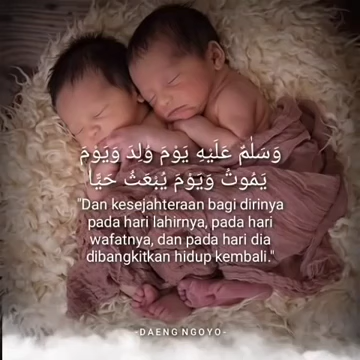 وَسَلٰمٌ عَلَيْهِ يَوْمَ وُلِدَ وَيَوْمَ
يَمُوتُ وَيَوْمَ يُبْعَثُ حَيًّا
"Dan kesejahteraan bagi dirinya
pada hari lahirnya, pada hari
wafatnya, dan pada hari dia
dibangkitkan hidup kembali."
-DAENG NGOYO-